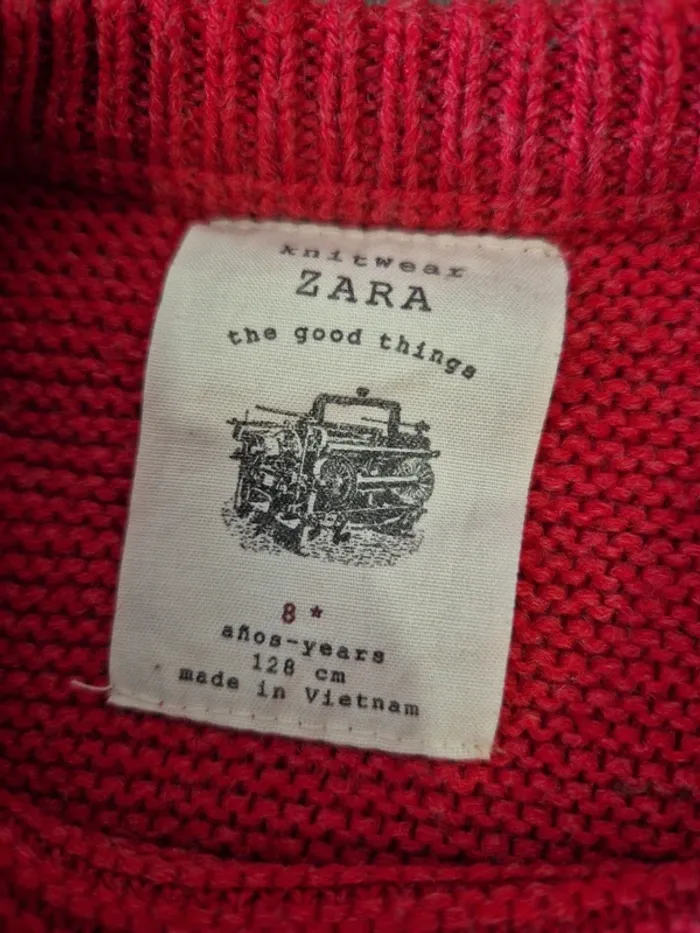 knitwear
ZARA
the good things
8 *
años-years
128 cm
made in Vietnam